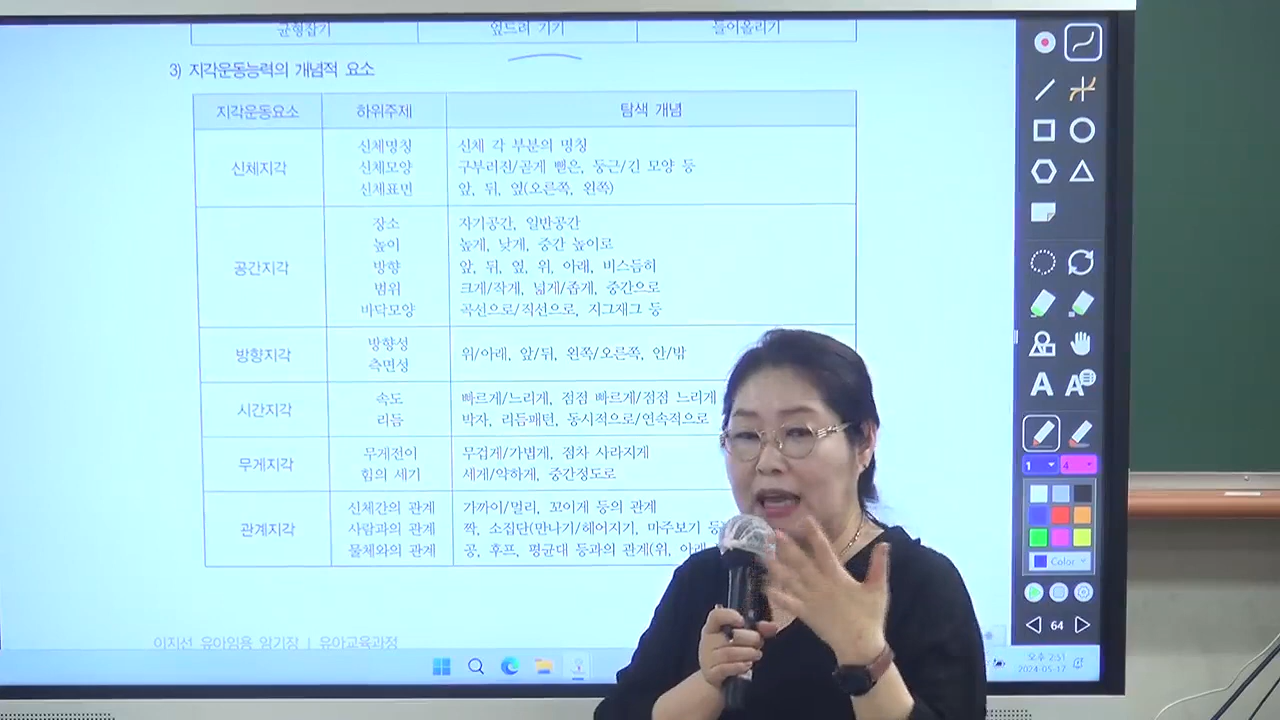 균형잡기 엎드려 기기 들어올리기
3) 지각운동능력의 개념적 요소
지각운동요소 하위주제 탐색 개념
신체지각
신체명칭 신체 각 부분의 명칭
신체모양 구부러진/곧게 뻗은, 둥근/긴 모양 등
신체표면 앞, 뒤, 옆(오른쪽, 왼쪽)
공간지각
장소 자기공간, 일반공간
높이 높게, 낮게, 중간 높이로
방향 앞, 뒤, 옆, 위, 아래, 비스듬히
범위 크게/작게, 넓게/좁게, 중간으로
바닥모양 곡선으로/직선으로, 지그재그 등
방향지각
방향성
측면성
위/아래, 앞/뒤, 왼쪽/오른쪽, 안/밖
시간지각
속도 빠르게/느리게, 점점 빠르게/점점 느리게
리듬 박자, 리듬패턴, 동시적으로/연속적으로
무게지각
무게전이 무겁게/가볍게, 점차 사라지게
힘의 세기 세게/약하게, 중간정도로
관계지각
신체간의 관계 가까이/멀리, 꼬이게 등의 관계
사람과의 관계 짝, 소집단(만나기/헤어지기, 마주보기 등
물체와의 관계 공, 후프, 평균대 등과의 관계(위, 아래
이지선 유아임용 암기장 | 유아교육과정
A A
1 4
Color
64
오후 2:51
2024-05-17